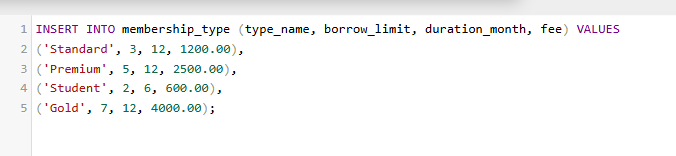 1 INSERT INTO membership_type (type_name, borrow_limit, duration_month, fee) VALUES
2 ('Standard', 3, 12, 1200.00),
3 ('Premium', 5, 12, 2500.00),
4 ('Student', 2, 6, 600.00),
5 ('Gold', 7, 12, 4000.00);